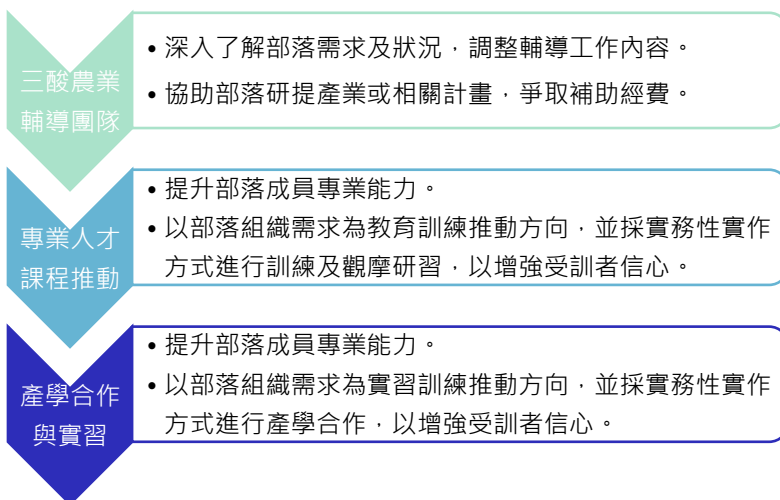 三酸農業
輔導團隊
• 深入了解部落需求及狀況，調整輔導工作內容。
• 協助部落研提產業或相關計畫，爭取補助經費。
專業人才
課程推動
• 提升部落成員專業能力。
• 以部落組織需求為教育訓練推動方向，並採實務性實作
方式進行訓練及觀摩研習，以增強受訓者信心。
產學合作
與實習
• 提升部落成員專業能力。
• 以部落組織需求為實習訓練推動方向，並採實務性實作
方式進行產學合作，以增強受訓者信心。